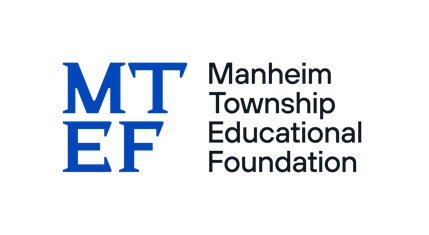 MT
EF
Manheim
Township
Educational
Foundation